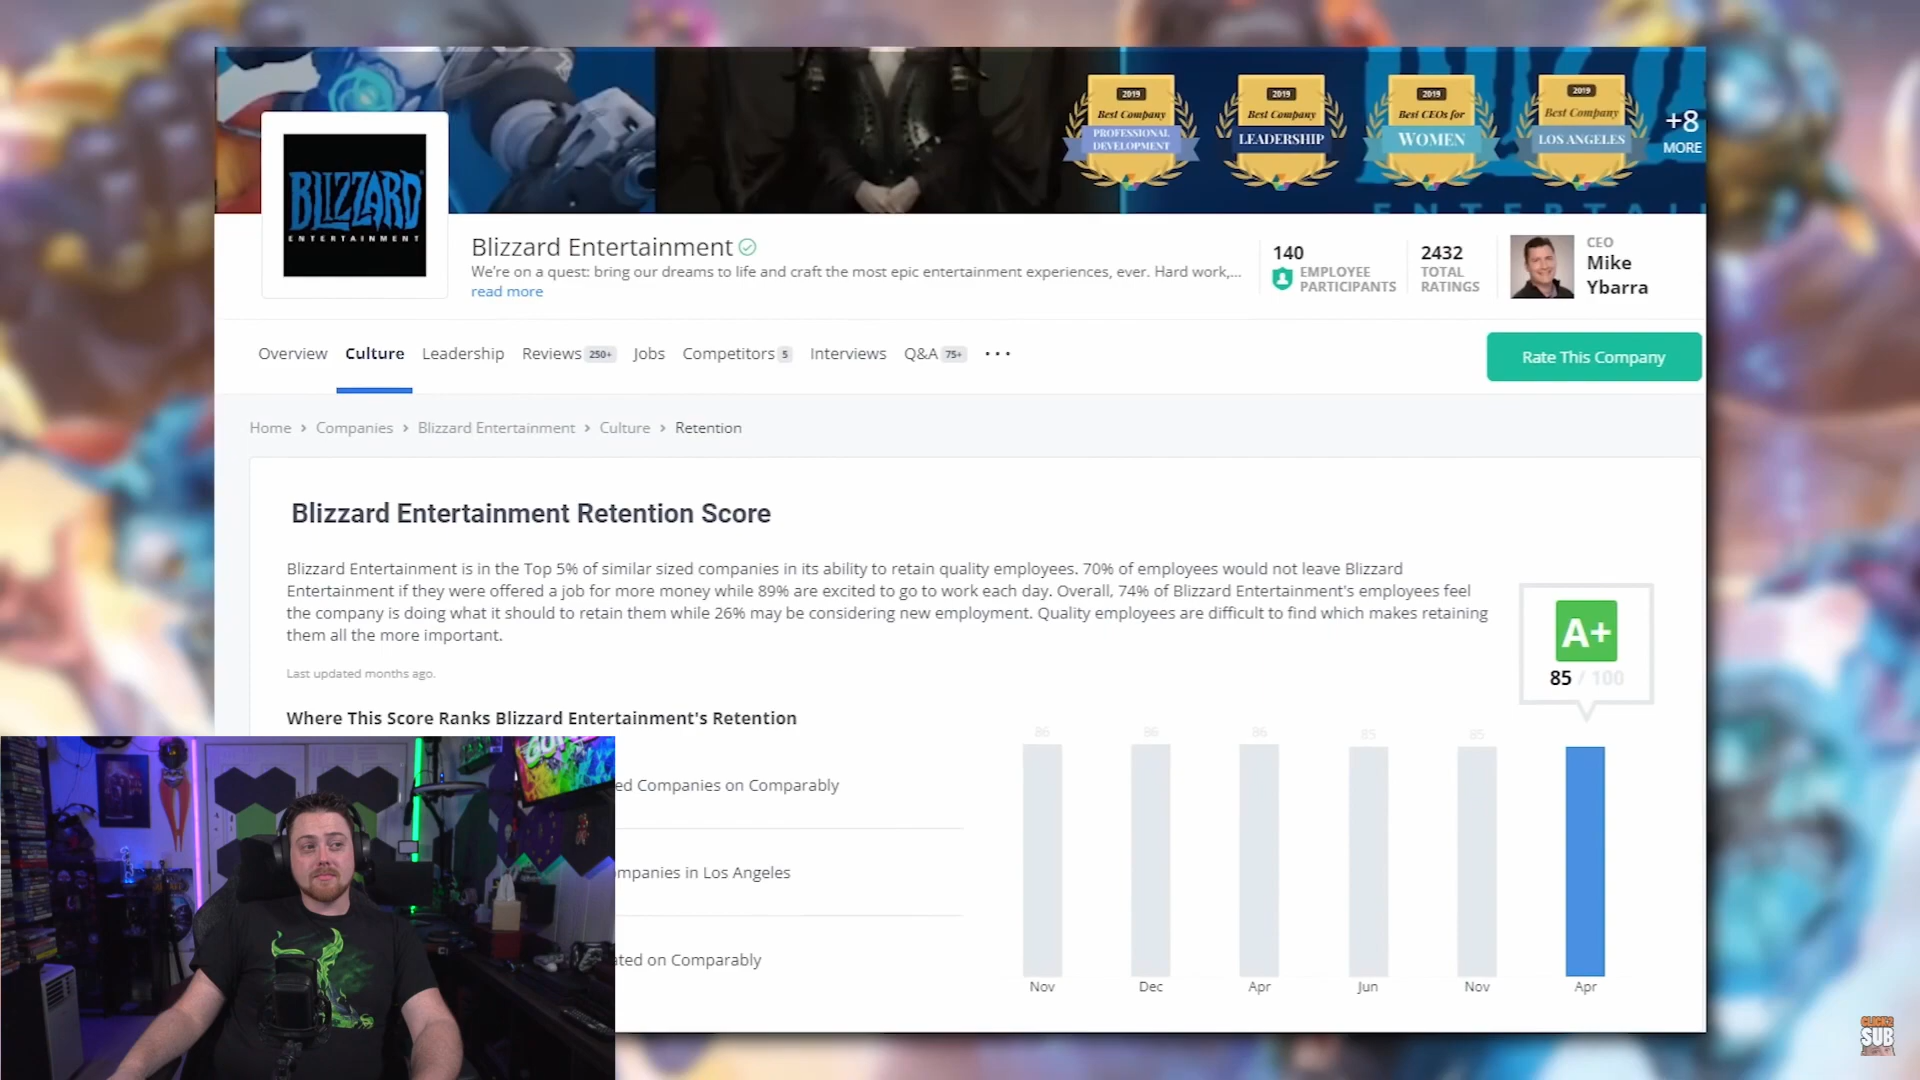 2019
Best Company
PROFESSIONAL
DEVELOPMENT
2019
Best Company
LEADERSHIP
2019
Best CEOs for
WOMEN
2019
Best Company
LOS ANGELES
+8
MORE
BLIZZARD
ENTERTAINMENT
Blizzard Entertainment
We're on a quest: bring our dreams to life and craft the most epic entertainment experiences, ever. Hard work,...
read more
140
EMPLOYEE
PARTICIPANTS
2432
TOTAL
RATINGS
CEO
Mike
Ybarra
Overview Culture Leadership Reviews 250+ Jobs Competitors 5 Interviews Q&A 75+ ...
Rate This Company
Home > Companies > Blizzard Entertainment > Culture > Retention
Blizzard Entertainment Retention Score
Blizzard Entertainment is in the Top 5% of similar sized companies in its ability to retain quality employees. 70% of employees would not leave Blizzard
Entertainment if they were offered a job for more money while 89% are excited to go to work each day. Overall, 74% of Blizzard Entertainment's employees feel
the company is doing what it should to retain them while 26% may be considering new employment. Quality employees are difficult to find which makes retaining
them all the more important.
Last updated months ago.
A+
85 / 100
Where This Score Ranks Blizzard Entertainment's Retention
ed Companies on Comparably
mpanies in Los Angeles
ted on Comparably
86 86 86 85 85
Nov Dec Apr Jun Nov Apr
CLICK 2
SUB